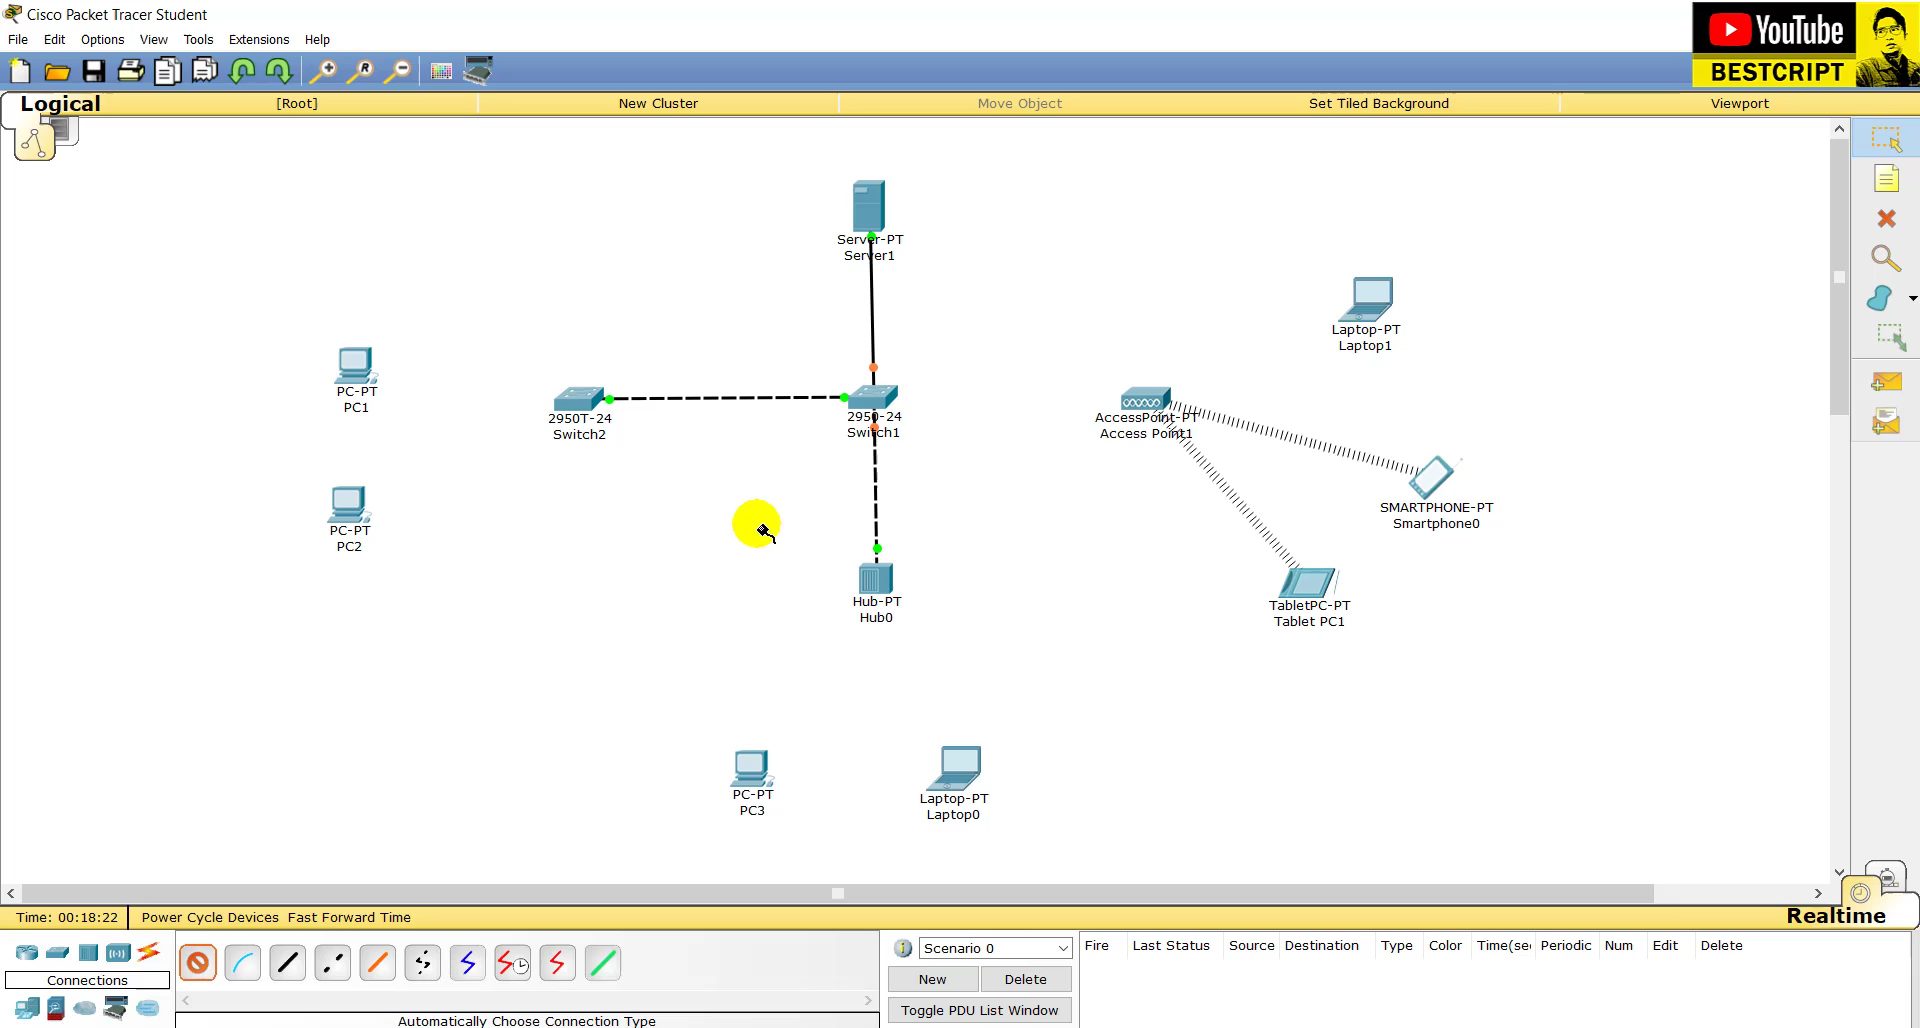 Cisco Packet Tracer Student
File Edit Options View Tools Extensions Help
YouTube
BESTCRIPT
Logical [Root] New Cluster Move Object Set Tiled Background Viewport
Server-PT
Server1
Laptop-PT
Laptop1
PC-PT
PC1
2950T-24
Switch2
2950-24
Switch1
AccessPoint-PT
Access Point1
SMARTPHONE-PT
Smartphone0
PC-PT
PC2
Hub-PT
Hub0
TabletPC-PT
Tablet PC1
PC-PT
PC3
Laptop-PT
Laptop0
Time: 00:18:22 Power Cycle Devices Fast Forward Time Realtime
Connections
Automatically Choose Connection Type
Scenario 0
New Delete
Toggle PDU List Window
Fire Last Status Source Destination Type Color Time(se Periodic Num Edit Delete